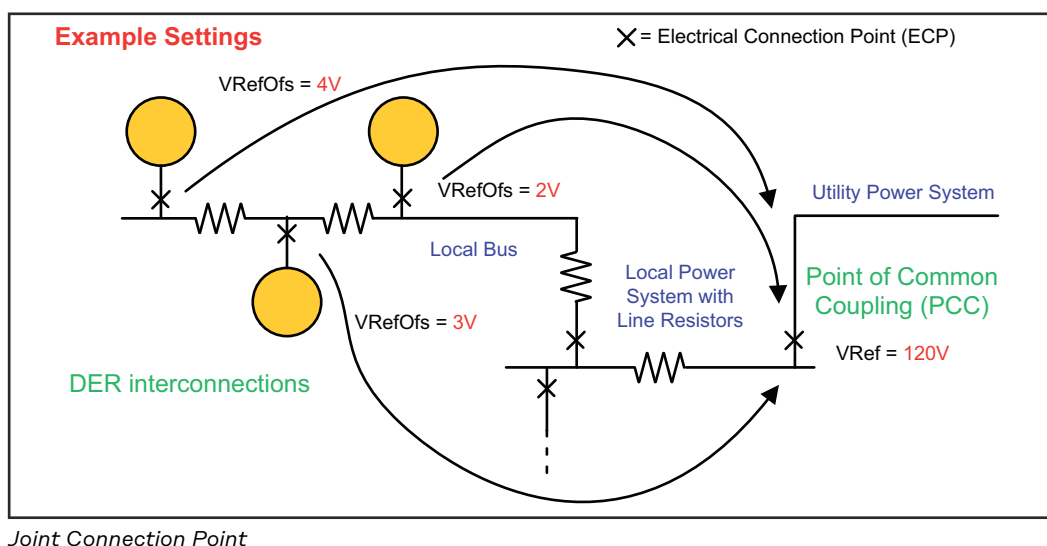 Example Settings
X = Electrical Connection Point (ECP)
VRefOfs = 4V
VRefOfs = 2V
Utility Power System
Local Bus
Local Power
System with
Line Resistors
Point of Common
Coupling (PCC)
VRefOfs = 3V
VRef = 120V
DER interconnections
Joint Connection Point